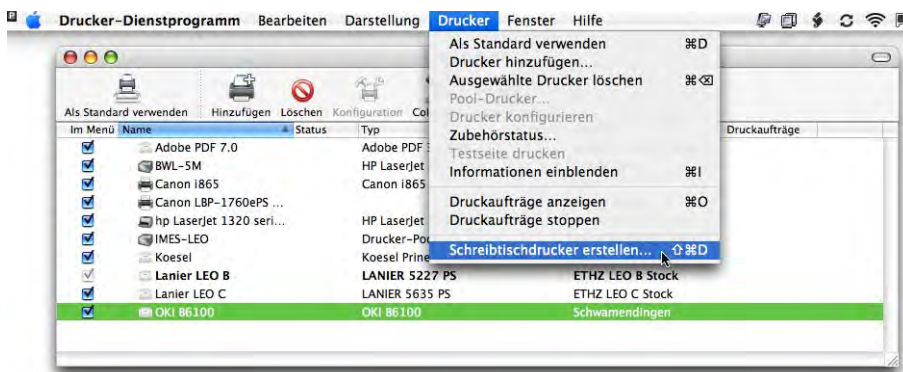 Drucker-Dienstprogramm Bearbeiten Darstellung Drucker Fenster Hilfe
Als Standard verwenden ⌘D
Drucker hinzufügen...
Ausgewählte Drucker löschen ⌘⌫
Pool-Drucker...
Drucker konfigurieren
Zubehörstatus...
Testseite drucken
Informationen einblenden ⌘I
Druckaufträge anzeigen ⌘O
Druckaufträge stoppen
Schreibtischdrucker erstellen... ⇧⌘D
Als Standard verwenden Hinzufügen Löschen Konfiguration Col
Im Menü Name Status Typ Druckaufträge
Adobe PDF 7.0 Adobe PDF
BWL-5M HP LaserJet
Canon i865 Canon i865
Canon LBP-1760ePS ...
hp LaserJet 1320 seri... HP LaserJet
IMES-LEO Drucker-Poo
Koesel Koesel Prine
Lanier LEO B LANIER 5227 PS ETHZ LEO B Stock
Lanier LEO C LANIER 5635 PS ETHZ LEO C Stock
OKI B6100 OKI B6100 Schwamendingen